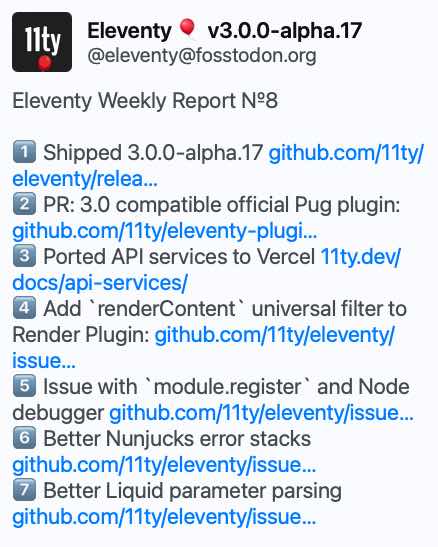 11ty
Eleventy 🎈 v3.0.0-alpha.17
@eleventy@fosstodon.org
Eleventy Weekly Report Nº8
1️⃣ Shipped 3.0.0-alpha.17 github.com/11ty/
eleventy/relea...
2️⃣ PR: 3.0 compatible official Pug plugin:
github.com/11ty/eleventy-plugi...
3️⃣ Ported API services to Vercel 11ty.dev/
docs/api-services/
4️⃣ Add `renderContent` universal filter to
Render Plugin: github.com/11ty/eleventy/
issue...
5️⃣ Issue with `module.register` and Node
debugger github.com/11ty/eleventy/issue...
6️⃣ Better Nunjucks error stacks
github.com/11ty/eleventy/issue...
7️⃣ Better Liquid parameter parsing
github.com/11ty/eleventy/issue...